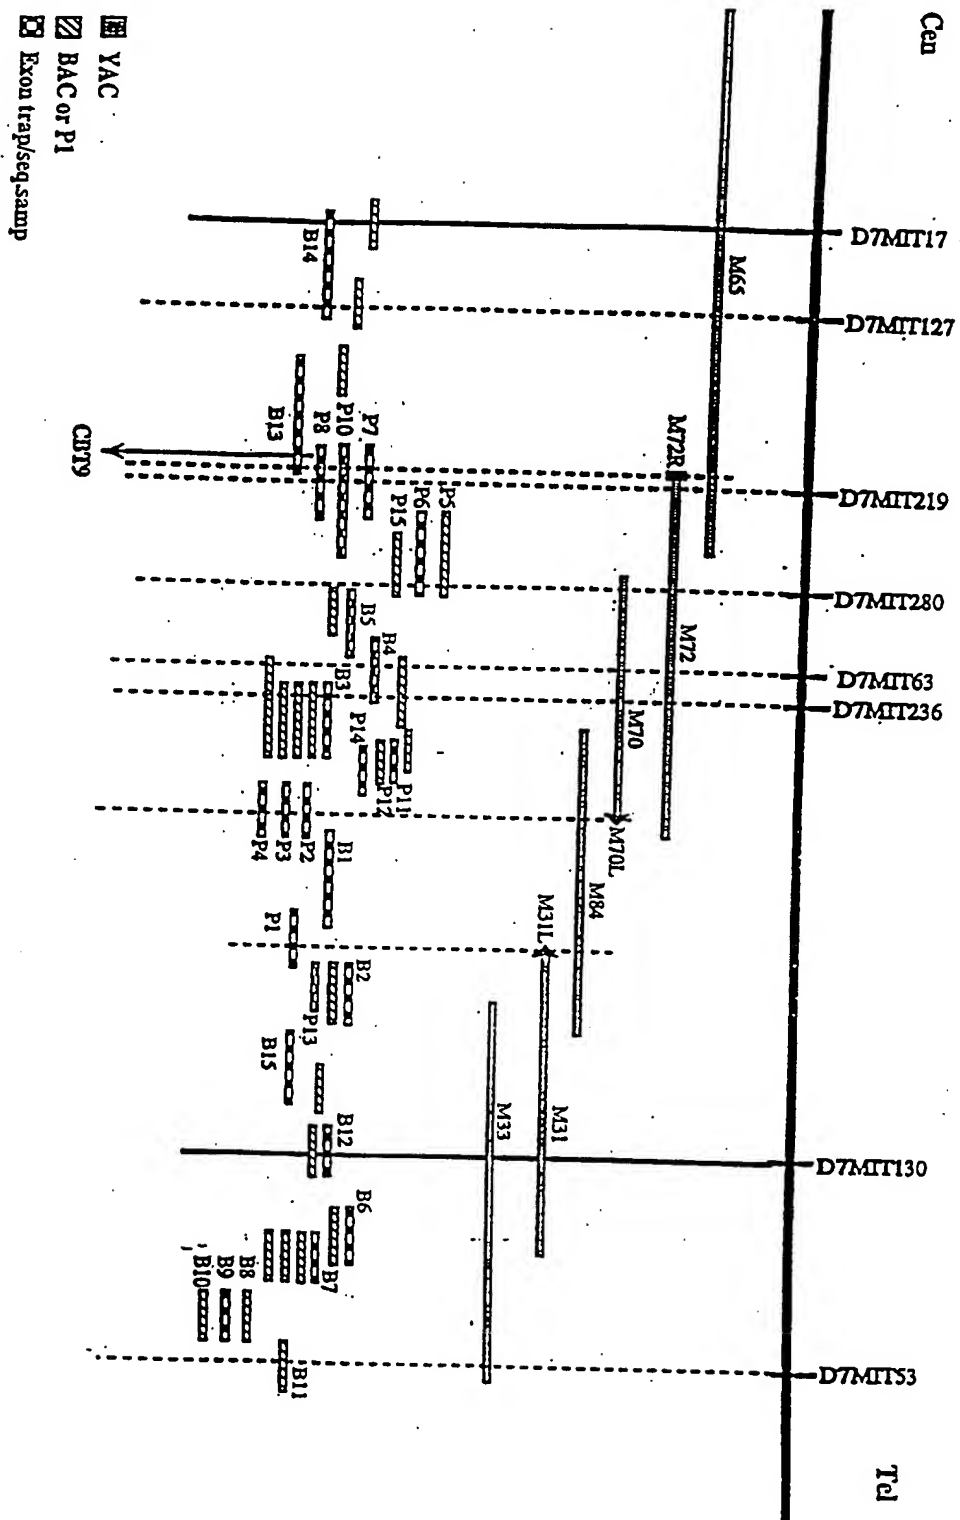 Cen
Tel
D7MIT17
D7MIT127
D7MIT219
D7MIT280
D7MIT63
D7MIT236
D7MIT130
D7MIT53
M65
M72R
M72
M70
M70L
M84
M31L
M31
M33
B14
B13
P8
P10
P7
P15
P6
P5
B5
B4
B3
P14
P12
P11
P4
P3
P2
B1
P1
B2
P13
B15
B12
B6
B7
B10
B9
B8
B11
CBT9
YAC
BAC or P1
Exon trap/seq.samp